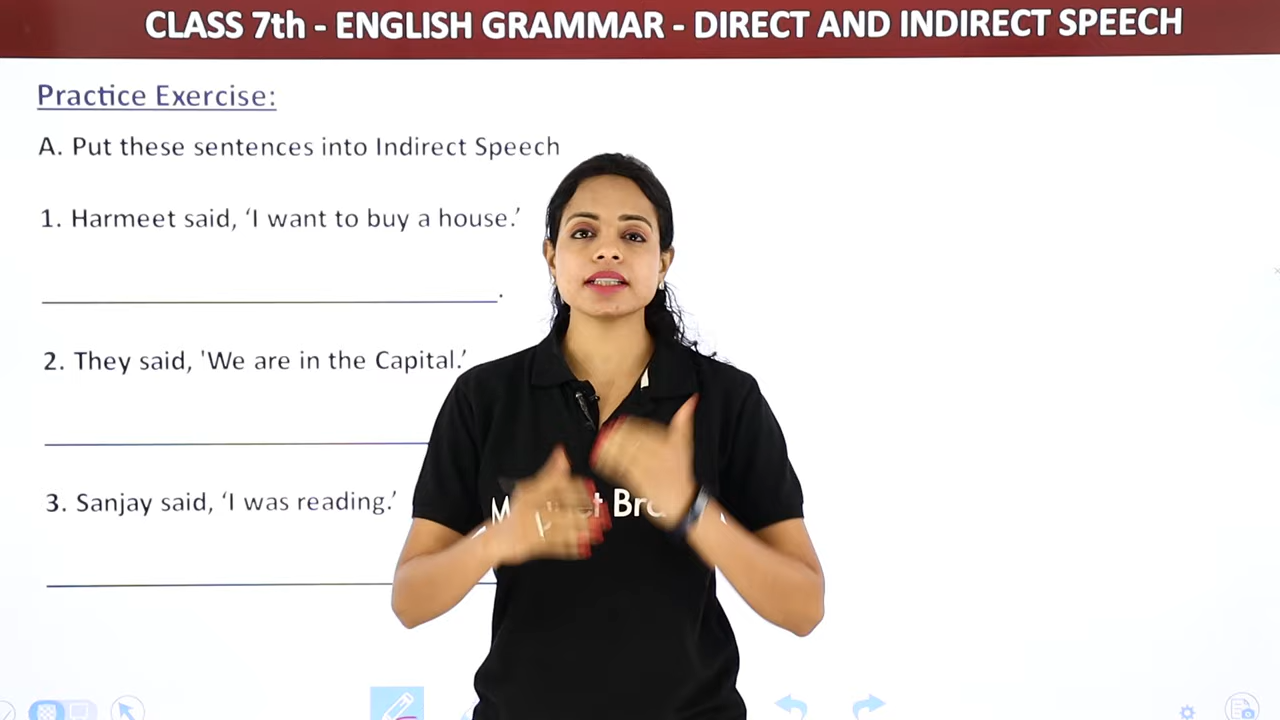 CLASS 7th - ENGLISH GRAMMAR - DIRECT AND INDIRECT SPEECH
Practice Exercise:
A. Put these sentences into Indirect Speech
1. Harmeet said, ‘I want to buy a house.’
.
2. They said, 'We are in the Capital.’
3. Sanjay said, ‘I was reading.’